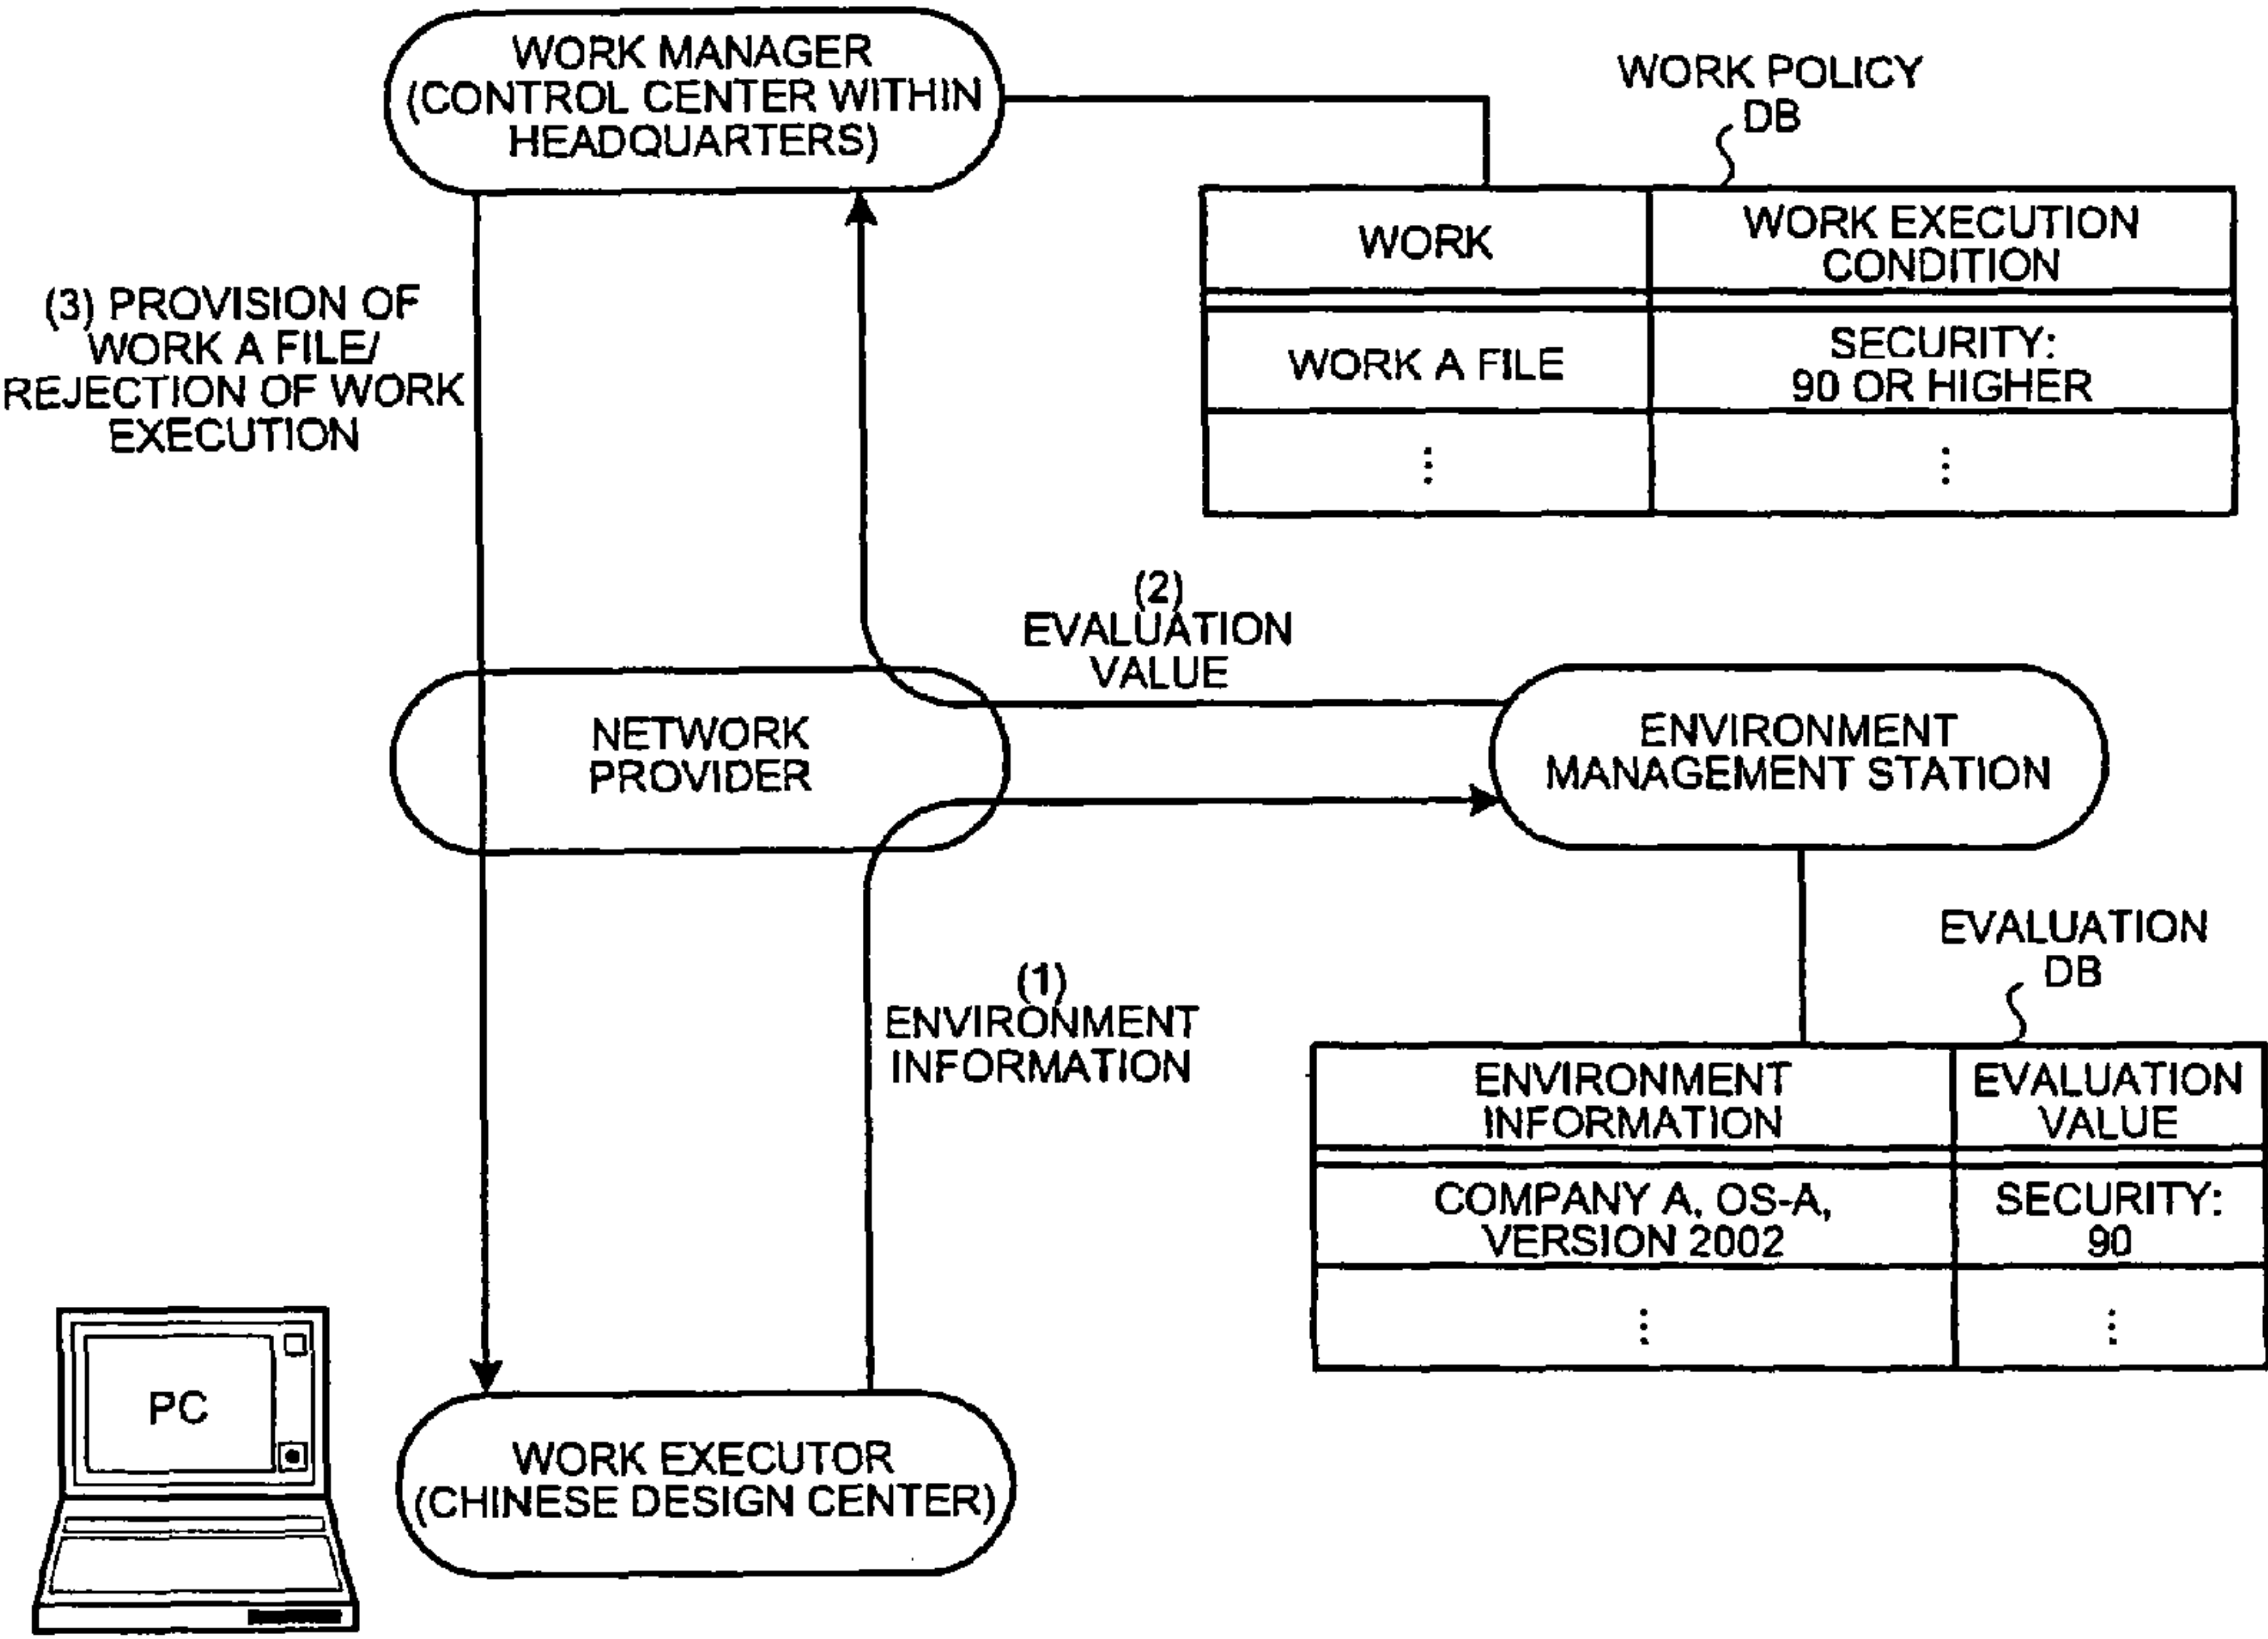 WORK MANAGER
(CONTROL CENTER WITHIN
HEADQUARTERS)
WORK POLICY
DB
WORK
WORK EXECUTION
CONDITION
WORK A FILE
SECURITY:
90 OR HIGHER
⋮
⋮
(3) PROVISION OF
WORK A FILE/
REJECTION OF WORK
EXECUTION
(2)
EVALUATION
VALUE
NETWORK
PROVIDER
ENVIRONMENT
MANAGEMENT STATION
(1)
ENVIRONMENT
INFORMATION
EVALUATION
DB
ENVIRONMENT
INFORMATION
EVALUATION
VALUE
COMPANY A, OS-A,
VERSION 2002
SECURITY:
90
⋮
⋮
PC
WORK EXECUTOR
(CHINESE DESIGN CENTER)